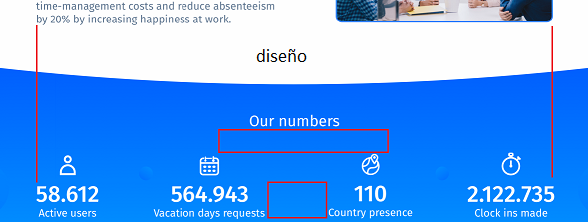 time-management costs and reduce absenteeism
by 20% by increasing happiness at work.
diseño
Our numbers
58.612
564.943
110
2.122.735
Active users
Vacation days requests
Country presence
Clock ins made